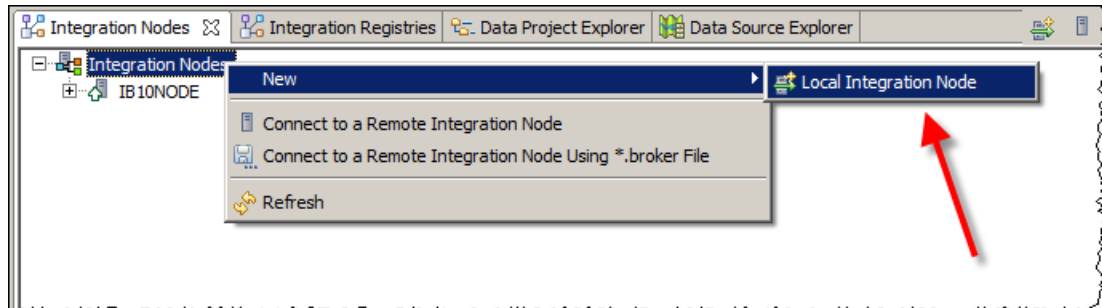 Integration Nodes Integration Registries Data Project Explorer Data Source Explorer
Integration Nodes
IB10NODE
New
Local Integration Node
Connect to a Remote Integration Node
Connect to a Remote Integration Node Using *.broker File
Refresh